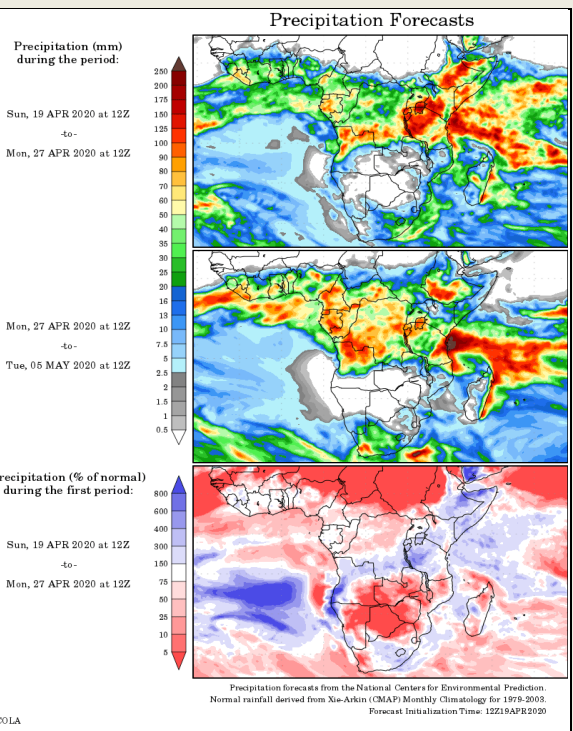 Precipitation Forecasts
Precipitation (mm)
during the period:
Sun, 19 APR 2020 at 12Z
-to-
Mon, 27 APR 2020 at 12Z
250
200
175
150
125
100
90
80
70
60
50
40
35
30
25
20
16
13
10
7.5
5
2.5
2
1.5
1
0.5
Mon, 27 APR 2020 at 12Z
-to-
Tue, 05 MAY 2020 at 12Z
recipitation (% of normal)
during the first period:
Sun, 19 APR 2020 at 12Z
-to-
Mon, 27 APR 2020 at 12Z
800
600
400
300
150
75
50
25
10
5
Precipitation forecasts from the National Centers for Environmental Prediction.
Normal rainfall derived from Xie-Arkin (CMAP) Monthly Climatology for 1979-2003.
Forecast Initialization Time: 12Z19APR2020
COLA